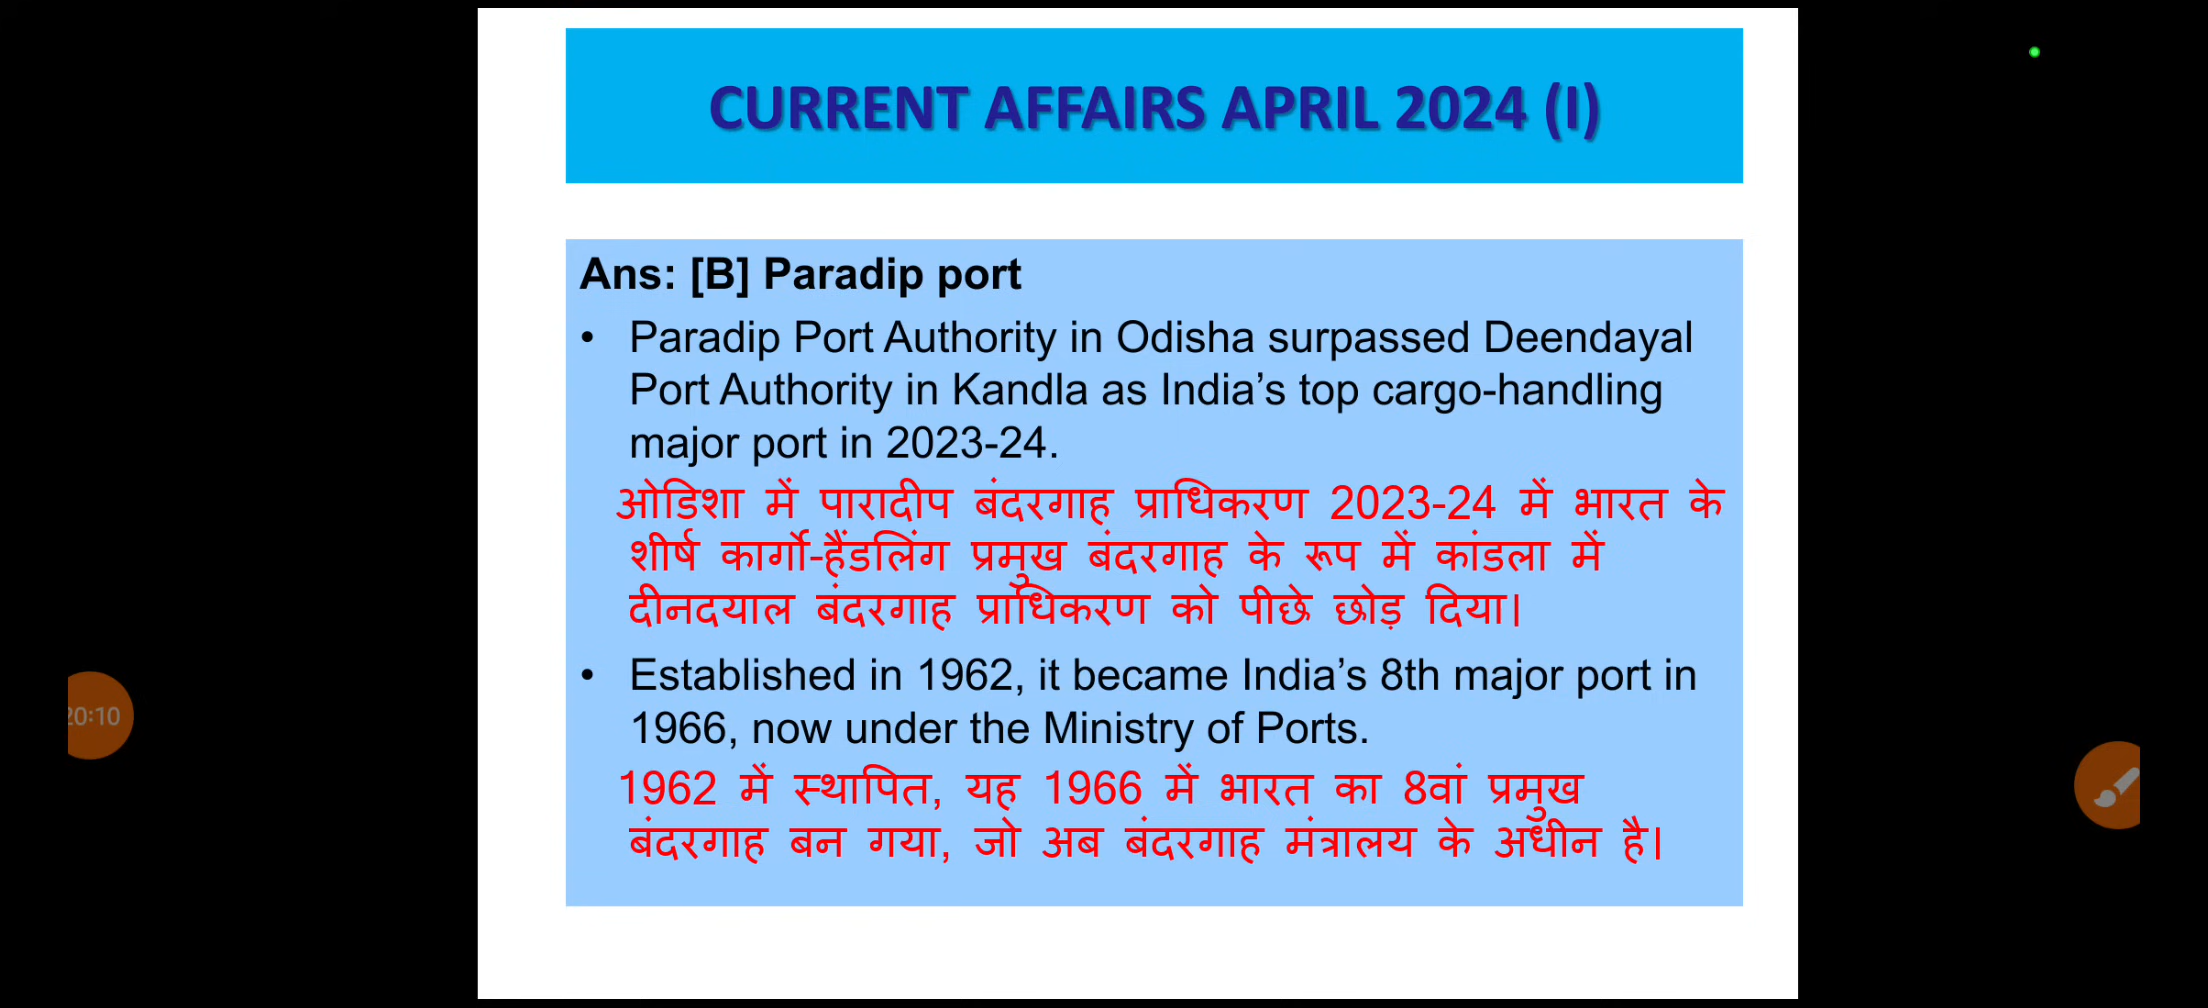 CURRENT AFFAIRS APRIL 2024 (I)
Ans: [B] Paradip port
• Paradip Port Authority in Odisha surpassed Deendayal
Port Authority in Kandla as India’s top cargo-handling
major port in 2023-24.
ओडिशा में पारादीप बंदरगाह प्राधिकरण 2023-24 में भारत के
शीर्ष कार्गो-हैंडलिंग प्रमुख बंदरगाह के रूप में कांडला में
दीनदयाल बंदरगाह प्राधिकरण को पीछे छोड़ दिया।
• Established in 1962, it became India’s 8th major port in
1966, now under the Ministry of Ports.
1962 में स्थापित, यह 1966 में भारत का 8वां प्रमुख
बंदरगाह बन गया, जो अब बंदरगाह मंत्रालय के अधीन है।
20:10